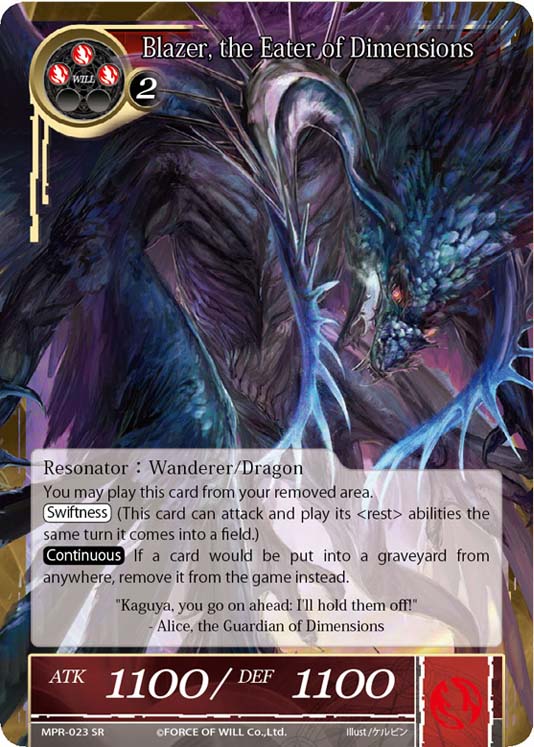 Blazer, the Eater of Dimensions
WILL
2
Resonator : Wanderer/Dragon
You may play this card from your removed area.
Swiftness (This card can attack and play its <rest> abilities the
same turn it comes into a field.)
Continuous If a card would be put into a graveyard from
anywhere, remove it from the game instead.
"Kaguya, you go on ahead: I'll hold them off!"
- Alice, the Guardian of Dimensions
ATK 1100 / DEF 1100
MPR-023 SR ©FORCE OF WILL Co.,Ltd. Illust/ケルビン